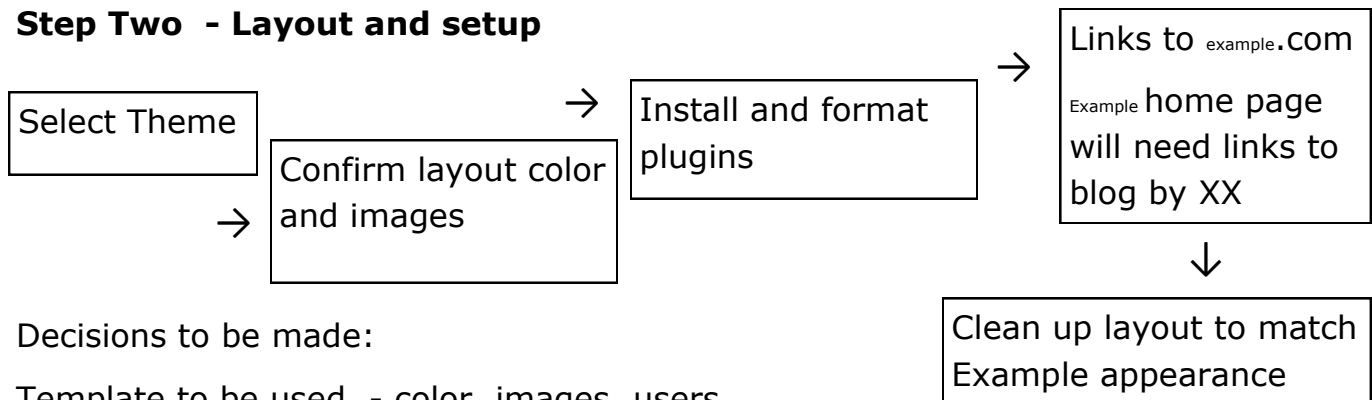 Step Two - Layout and setup
Select Theme
→
Confirm layout color
and images
→
Install and format
plugins
→
Links to example.com
Example home page
will need links to
blog by XX
↓
Clean up layout to match
Example appearance
Decisions to be made:
Template to be used - color, images, users